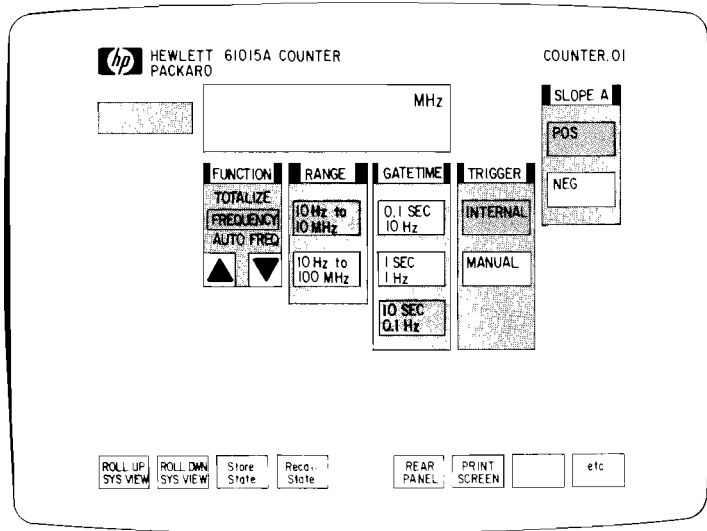 hp HEWLETT 61015A COUNTER
PACKARO
COUNTER.01
MHz
SLOPE A
POS
NEG
FUNCTION
TOTALIZE
FREQUENCY
AUTO FREQ
RANGE
10 Hz to
10 MHz
10 Hz to
100 MHz
GATETIME
0.1 SEC
10 Hz
1 SEC
1 Hz
10 SEC
0.1 Hz
TRIGGER
INTERNAL
MANUAL
ROLL UP
SYS VIEW
ROLL DWN
SYS VIEW
Store
State
Recall
State
REAR
PANEL
PRINT
SCREEN
etc